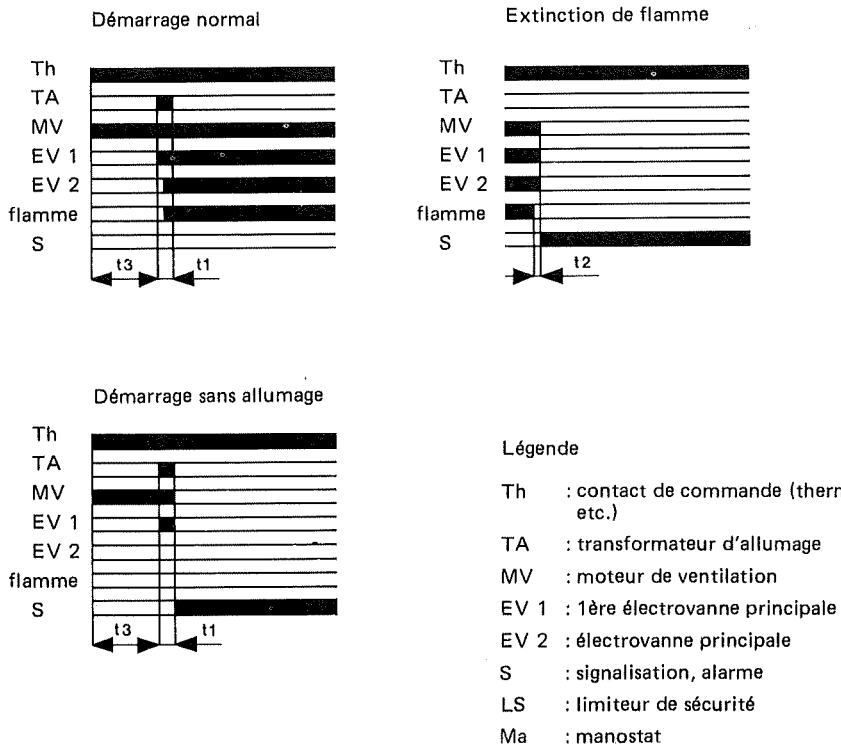 Démarrage normal
Th
TA
MV
EV 1
EV 2
flamme
S
t3
t1
Extinction de flamme
Th
TA
MV
EV 1
EV 2
flamme
S
t2
Démarrage sans allumage
Th
TA
MV
EV 1
EV 2
flamme
S
t3
t1
Légende
Th : contact de commande
etc.)
TA : transformateur d'allumage
MV : moteur de ventilation
EV 1 : 1ère électrovanne principale
EV 2 : électrovanne principale
S : signalisation, alarme
LS : limiteur de sécurité
Ma : manostat